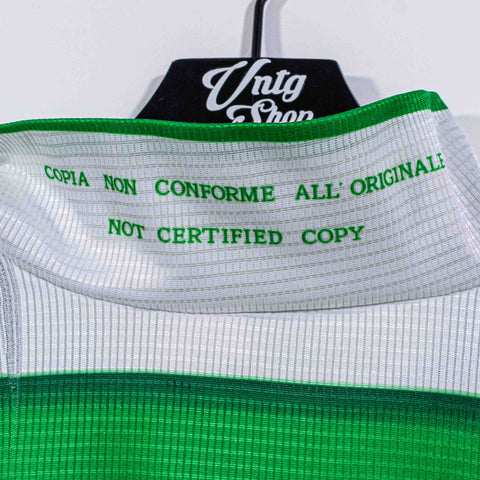 Vntg
Shop
COPIA NON CONFORME ALL' ORIGINALE
NOT CERTIFIED COPY